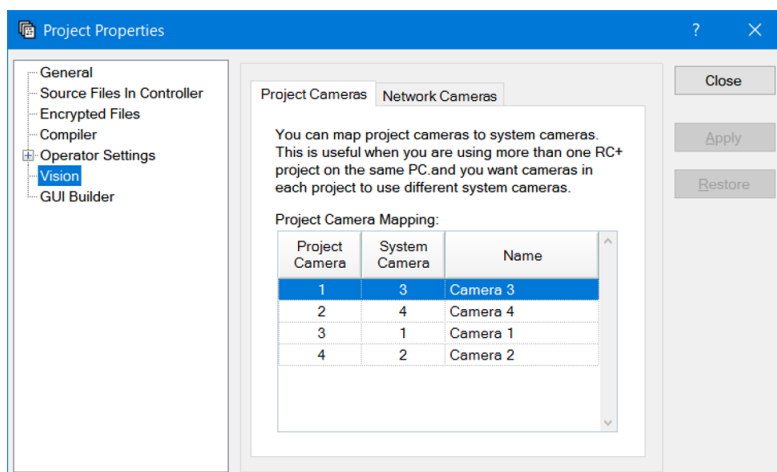 Project Properties
General
Source Files In Controller
Encrypted Files
Compiler
Operator Settings
Vision
GUI Builder
Project Cameras
Network Cameras
You can map project cameras to system cameras.
This is useful when you are using more than one RC+
project on the same PC.and you want cameras in
each project to use different system cameras.
Project Camera Mapping:
Project Camera System Camera Name
1 3 Camera 3
2 4 Camera 4
3 1 Camera 1
4 2 Camera 2
Close
Apply
Restore